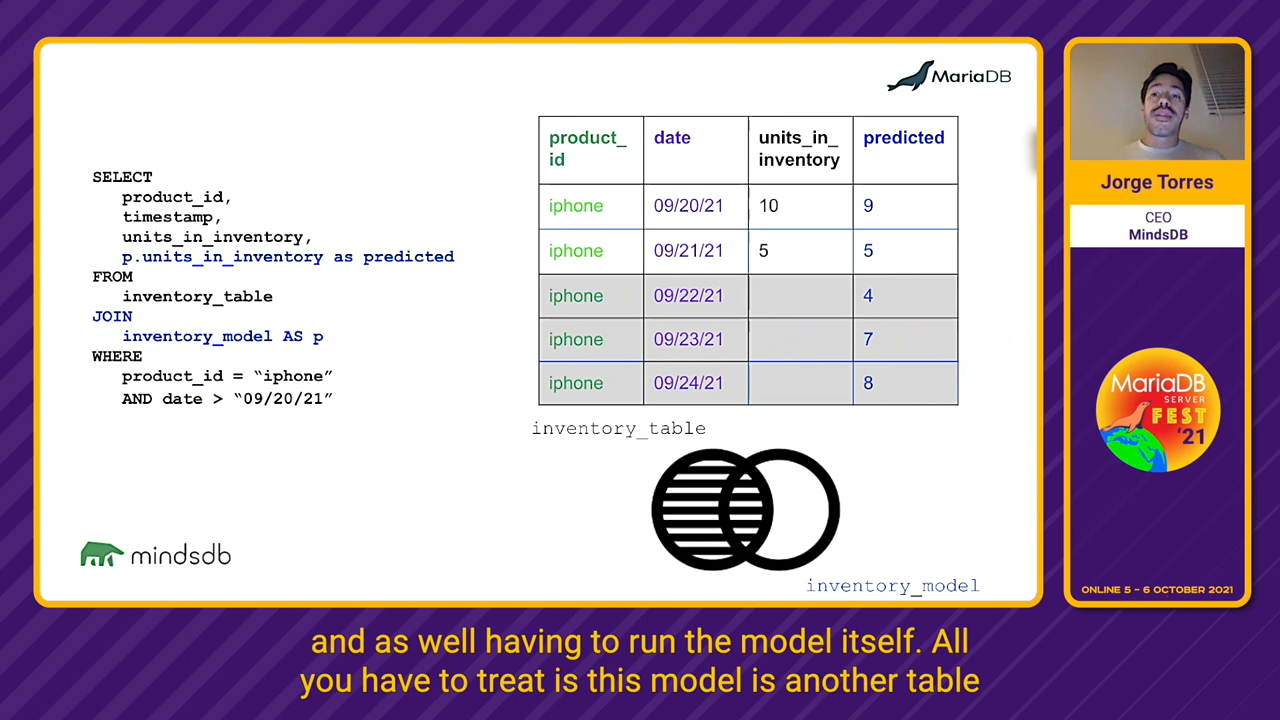 MariaDB
SELECT
product_id,
timestamp,
units_in_inventory,
p.units_in_inventory as predicted
FROM
inventory_table
JOIN
inventory_model AS p
WHERE
product_id = “iphone”
AND date > “09/20/21”
product_
id
date
units_in_
inventory
predicted
iphone 09/20/21 10 9
iphone 09/21/21 5 5
iphone 09/22/21 4
iphone 09/23/21 7
iphone 09/24/21 8
inventory_table
inventory_model
mindsdb
Jorge Torres
CEO
MindsDB
MariaDB
SERVER
FEST
'21
ONLINE 5 - 6 OCTOBER 2021
and as well having to run the model itself. All
you have to treat is this model is another table